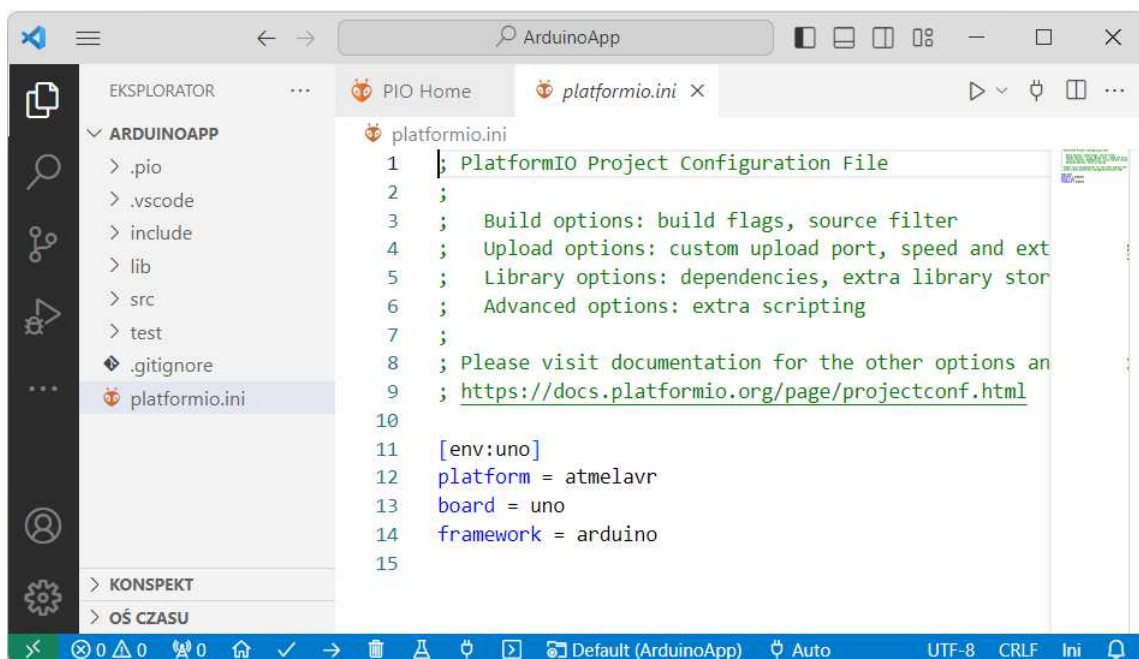 ArduinoApp
EKSPLORATOR
ARDUINOAPP
.pio
.vscode
include
lib
src
test
.gitignore
platformio.ini
KONSPEKT
OŚ CZASU
PIO Home
platformio.ini
platformio.ini
1 ; PlatformIO Project Configuration File
2 ;
3 ;   Build options: build flags, source filter
4 ;   Upload options: custom upload port, speed and ext
5 ;   Library options: dependencies, extra library stor
6 ;   Advanced options: extra scripting
7 ;
8 ; Please visit documentation for the other options an
9 ; https://docs.platformio.org/page/projectconf.html
10
11 [env:uno]
12 platform = atmelavr
13 board = uno
14 framework = arduino
15
0 0 0 Default (ArduinoApp) Auto UTF-8 CRLF Ini